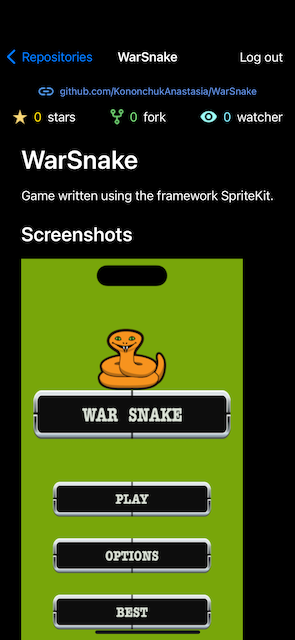 Repositories WarSnake Log out
github.com/KononchukAnastasia/WarSnake
0 stars 0 fork 0 watcher
WarSnake
Game written using the framework SpriteKit.
Screenshots
WAR SNAKE
PLAY
OPTIONS
BEST